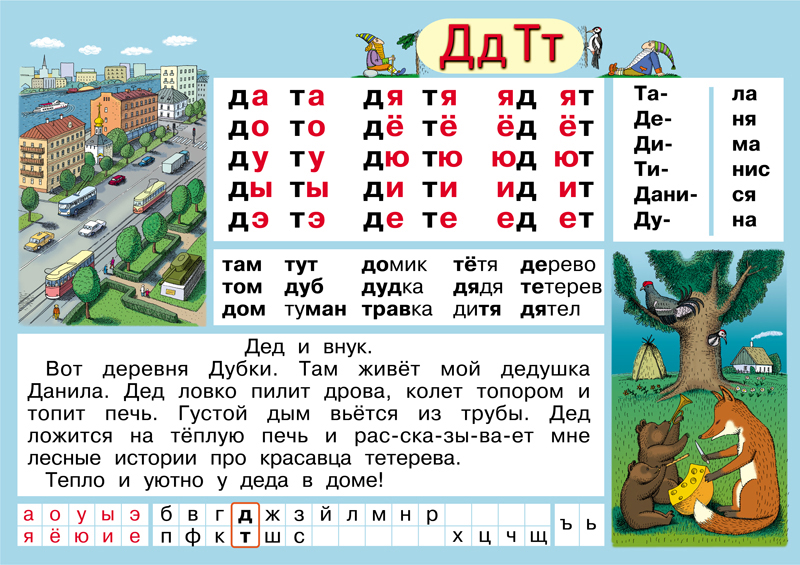 Дд Тт
да та дя тя яд ят
до то дё тё ёд ёт
ду ту дю тю юд ют
ды ты ди ти ид ит
дэ тэ де те ед ет
Та- ла
Де- ня
Ди- ма
Ти- нис
Дани- ся
Ду- на
там тут домик тётя дерево
том дуб дудка дядя тетерев
дом туман травка дитя дятел
Дед и внук.
Вот деревня Дубки. Там живёт мой дедушка
Данила. Дед ловко пилит дрова, колет топором и
топит печь. Густой дым вьётся из трубы. Дед
ложится на тёплую печь и рас-ска-зы-ва-ет мне
лесные истории про красавца тетерева.
Тепло и уютно у деда в доме!
а о у ы э б в г д ж з й л м н р
я ё ю и е п ф к т ш с х ц ч щ
ъ ь